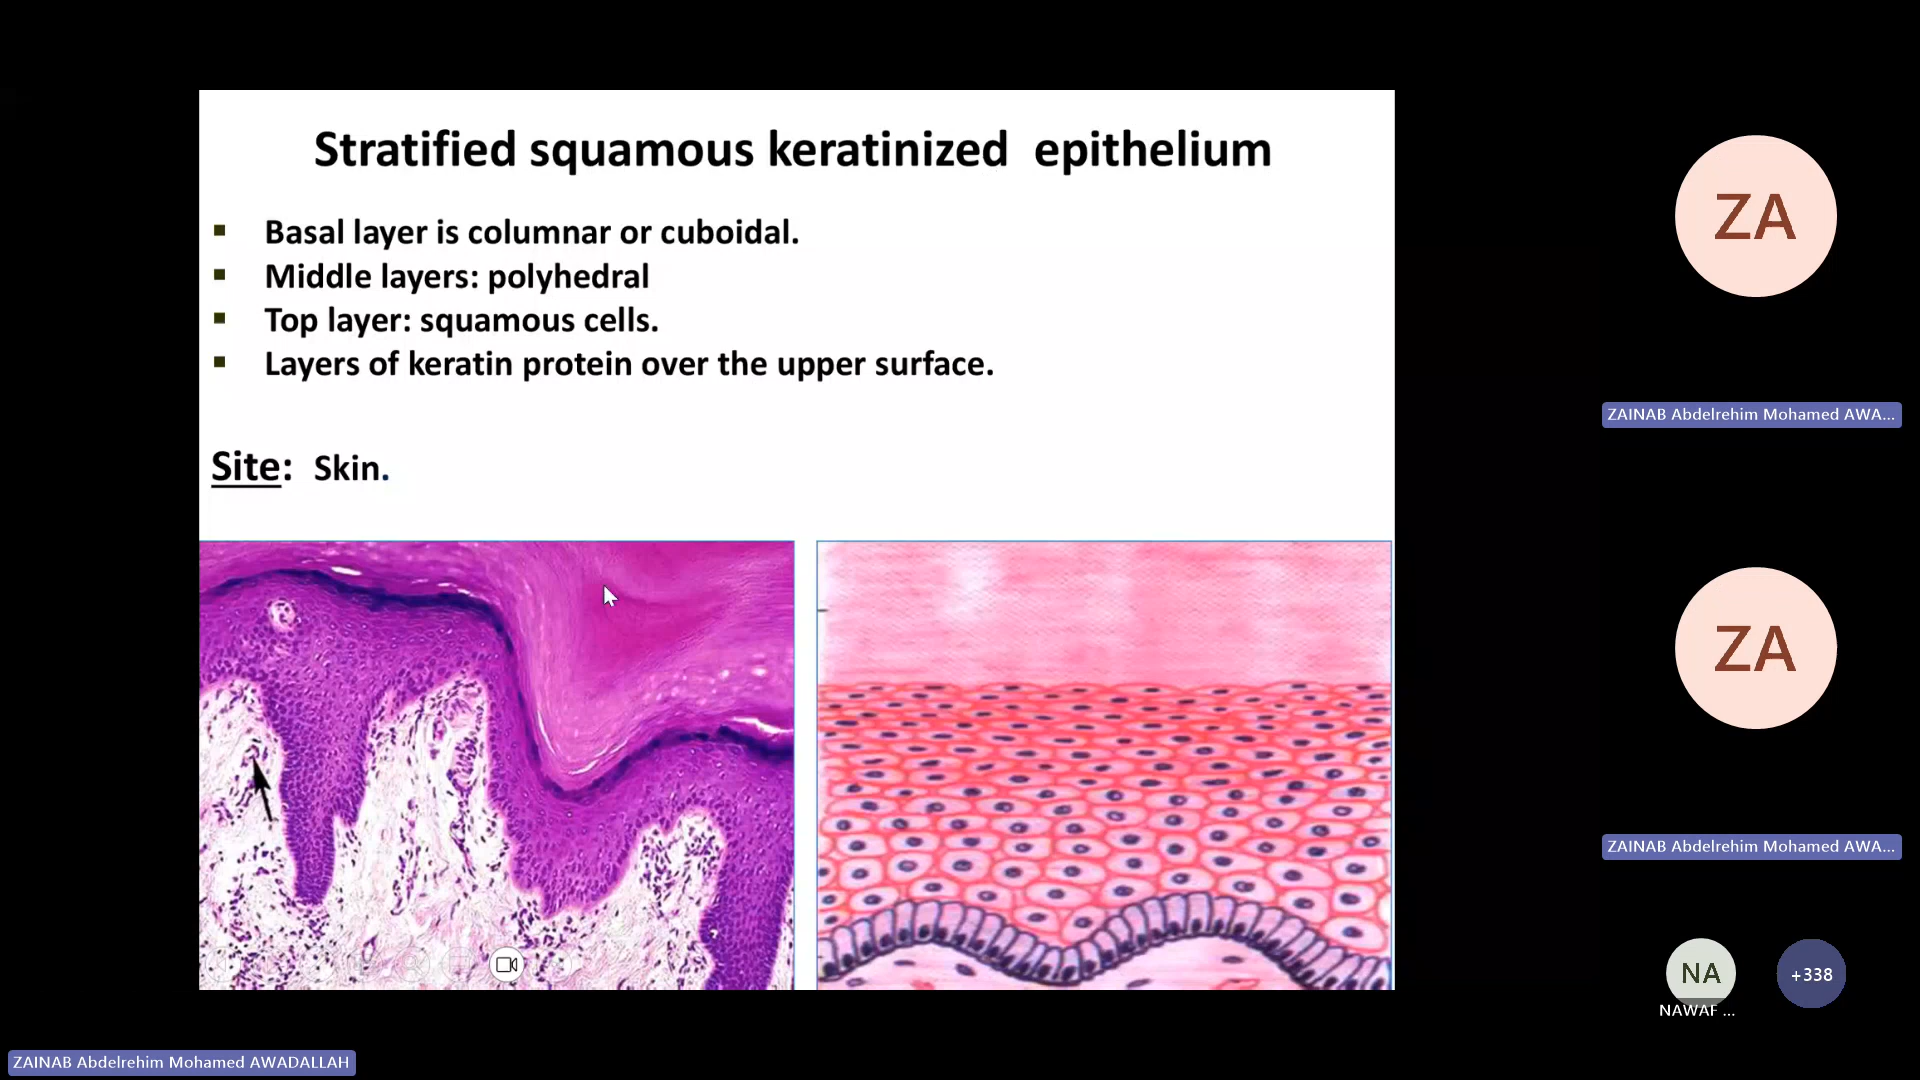 Stratified squamous keratinized epithelium
Basal layer is columnar or cuboidal.
Middle layers: polyhedral
Top layer: squamous cells.
Layers of keratin protein over the upper surface.
Site: Skin.
ZA
ZAINAB Abdelrehim Mohamed AWA...
ZA
ZAINAB Abdelrehim Mohamed AWA...
NA
+338
NAWAF ...
ZAINAB Abdelrehim Mohamed AWADALLAH